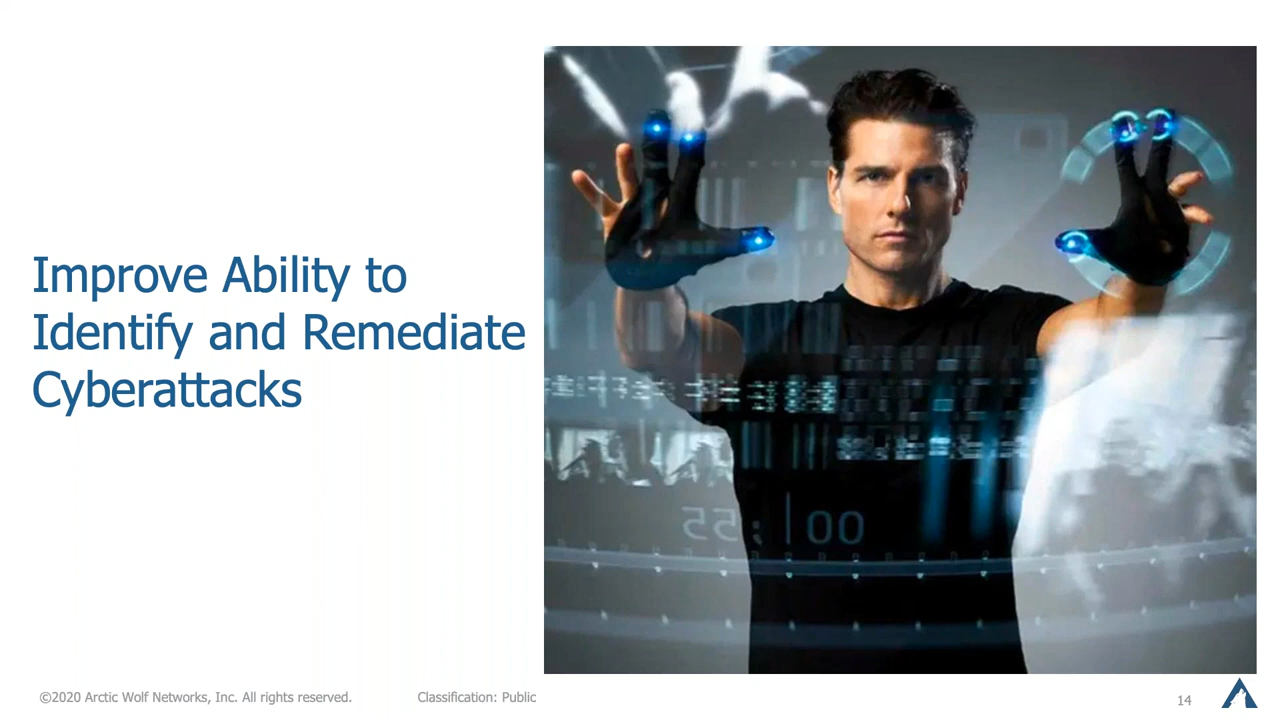 Improve Ability to
Identify and Remediate
Cyberattacks
©2020 Arctic Wolf Networks, Inc. All rights reserved.
Classification: Public
14